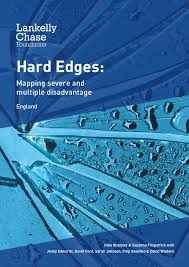 Lankelly
Chase
Foundation
Hard Edges:
Mapping severe and
multiple disadvantage
England
Glen Bramley & Suzanne Fitzpatrick with
Jenny Edwards, David Ford, Sarah Johnsen, Filip Sosenko & David Watkins